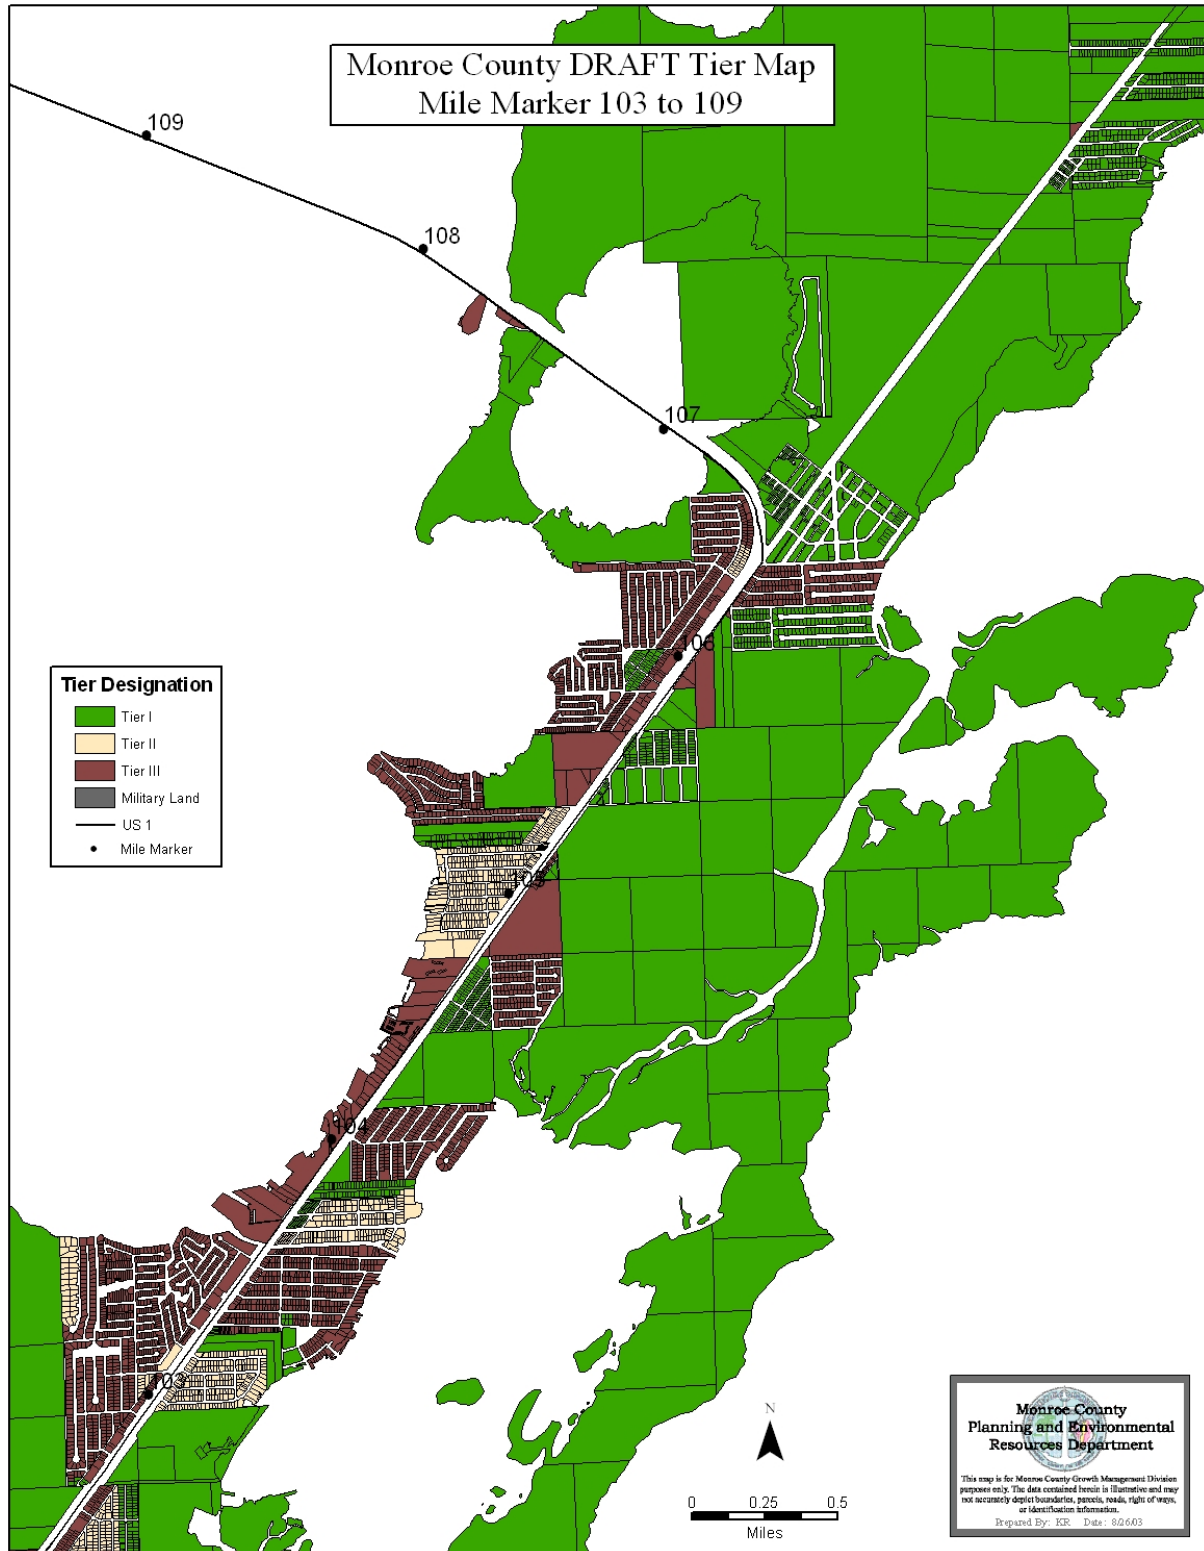 Monroe County DRAFT Tier Map
Mile Marker 103 to 109
109
108
107
106
105
104
103
Tier Designation
Tier I
Tier II
Tier III
Military Land
US 1
Mile Marker
N
0 0.25 0.5
Miles
Monroe County
Planning and Environmental
Resources Department
This map is for Monroe County Growth Management Division
purposes only. The data contained herein is illustrative and may
not accurately depict boundaries, parcels, roads, right of ways,
or identification information.
Prepared By: KR Date: 8/26/03